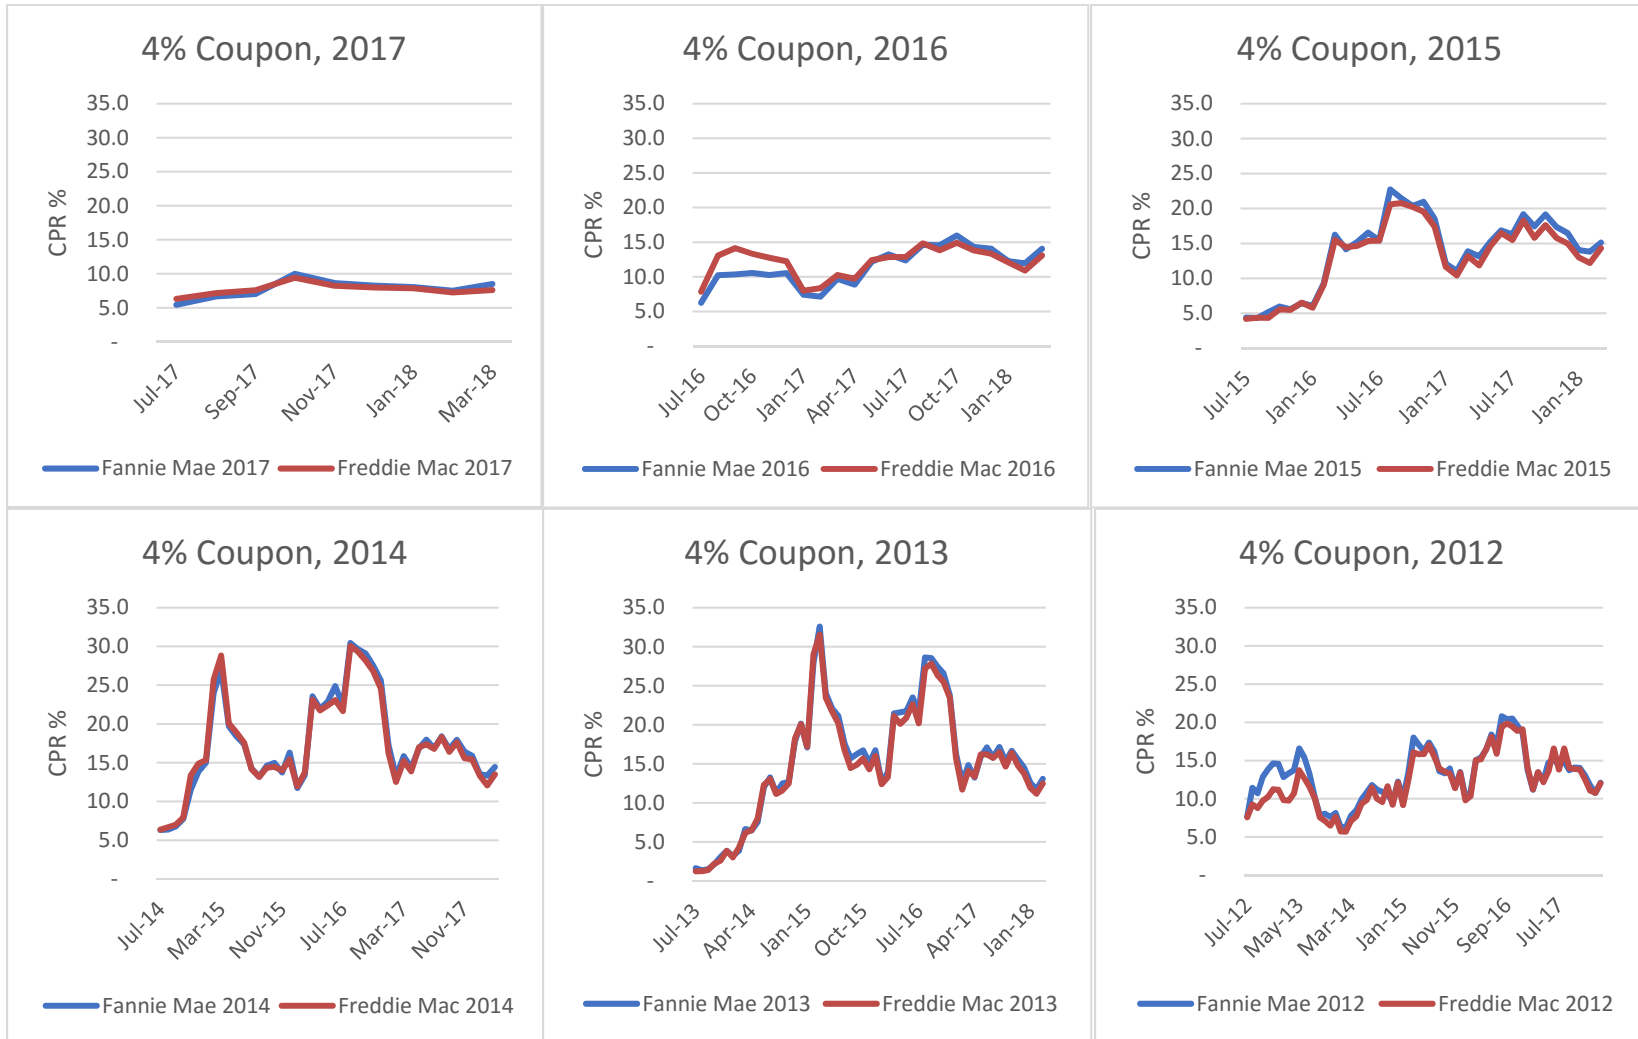 4% Coupon, 2017
CPR %
35.0
30.0
25.0
20.0
15.0
10.0
5.0
-
Jul-17
Sep-17
Nov-17
Jan-18
Mar-18
Fannie Mae 2017
Freddie Mac 2017
4% Coupon, 2016
CPR %
35.0
30.0
25.0
20.0
15.0
10.0
5.0
-
Jul-16
Oct-16
Jan-17
Apr-17
Jul-17
Oct-17
Jan-18
Fannie Mae 2016
Freddie Mac 2016
4% Coupon, 2015
CPR %
35.0
30.0
25.0
20.0
15.0
10.0
5.0
-
Jul-15
Jan-16
Jul-16
Jan-17
Jul-17
Jan-18
Fannie Mae 2015
Freddie Mac 2015
4% Coupon, 2014
CPR %
35.0
30.0
25.0
20.0
15.0
10.0
5.0
-
Jul-14
Mar-15
Nov-15
Jul-16
Mar-17
Nov-17
Fannie Mae 2014
Freddie Mac 2014
4% Coupon, 2013
CPR %
35.0
30.0
25.0
20.0
15.0
10.0
5.0
-
Jul-13
Apr-14
Jan-15
Oct-15
Jul-16
Apr-17
Jan-18
Fannie Mae 2013
Freddie Mac 2013
4% Coupon, 2012
CPR %
35.0
30.0
25.0
20.0
15.0
10.0
5.0
-
Jul-12
May-13
Mar-14
Jan-15
Nov-15
Sep-16
Jul-17
Fannie Mae 2012
Freddie Mac 2012